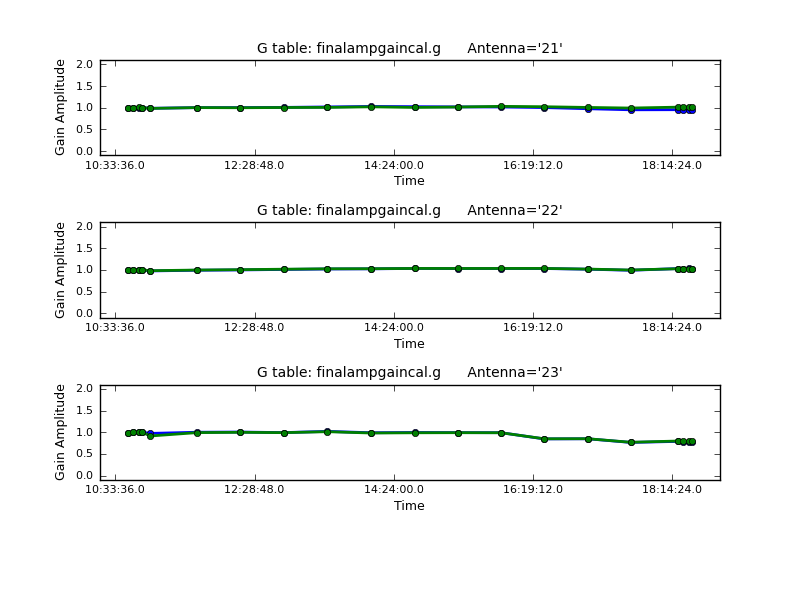 G table: finalampgaincal.g Antenna='21'
2.0
1.5
1.0
0.5
0.0
Gain Amplitude
10:33:36.0 12:28:48.0 14:24:00.0 16:19:12.0 18:14:24.0
Time
G table: finalampgaincal.g Antenna='22'
2.0
1.5
1.0
0.5
0.0
Gain Amplitude
10:33:36.0 12:28:48.0 14:24:00.0 16:19:12.0 18:14:24.0
Time
G table: finalampgaincal.g Antenna='23'
2.0
1.5
1.0
0.5
0.0
Gain Amplitude
10:33:36.0 12:28:48.0 14:24:00.0 16:19:12.0 18:14:24.0
Time